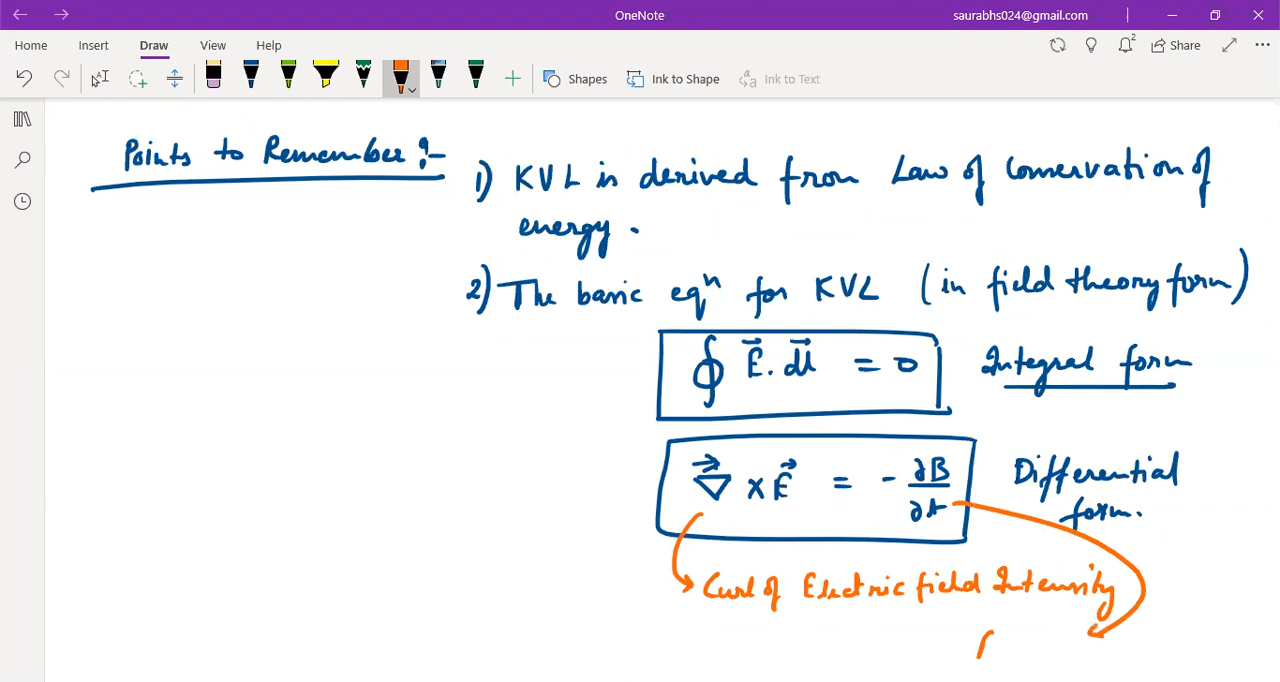 OneNote
saurabhs024@gmail.com
Home Insert Draw View Help
Share
Shapes Ink to Shape Ink to Text
Points to Remember :-
1) KVL is derived from Law of Conservation of
energy.
2) The basic eqⁿ for KVL (in field theory form)
∮ E⃗ . dl⃗ = 0 Integral form
∇⃗ × E⃗ = - ∂B/∂t Differential
form.
Curl of Electric field Intensity